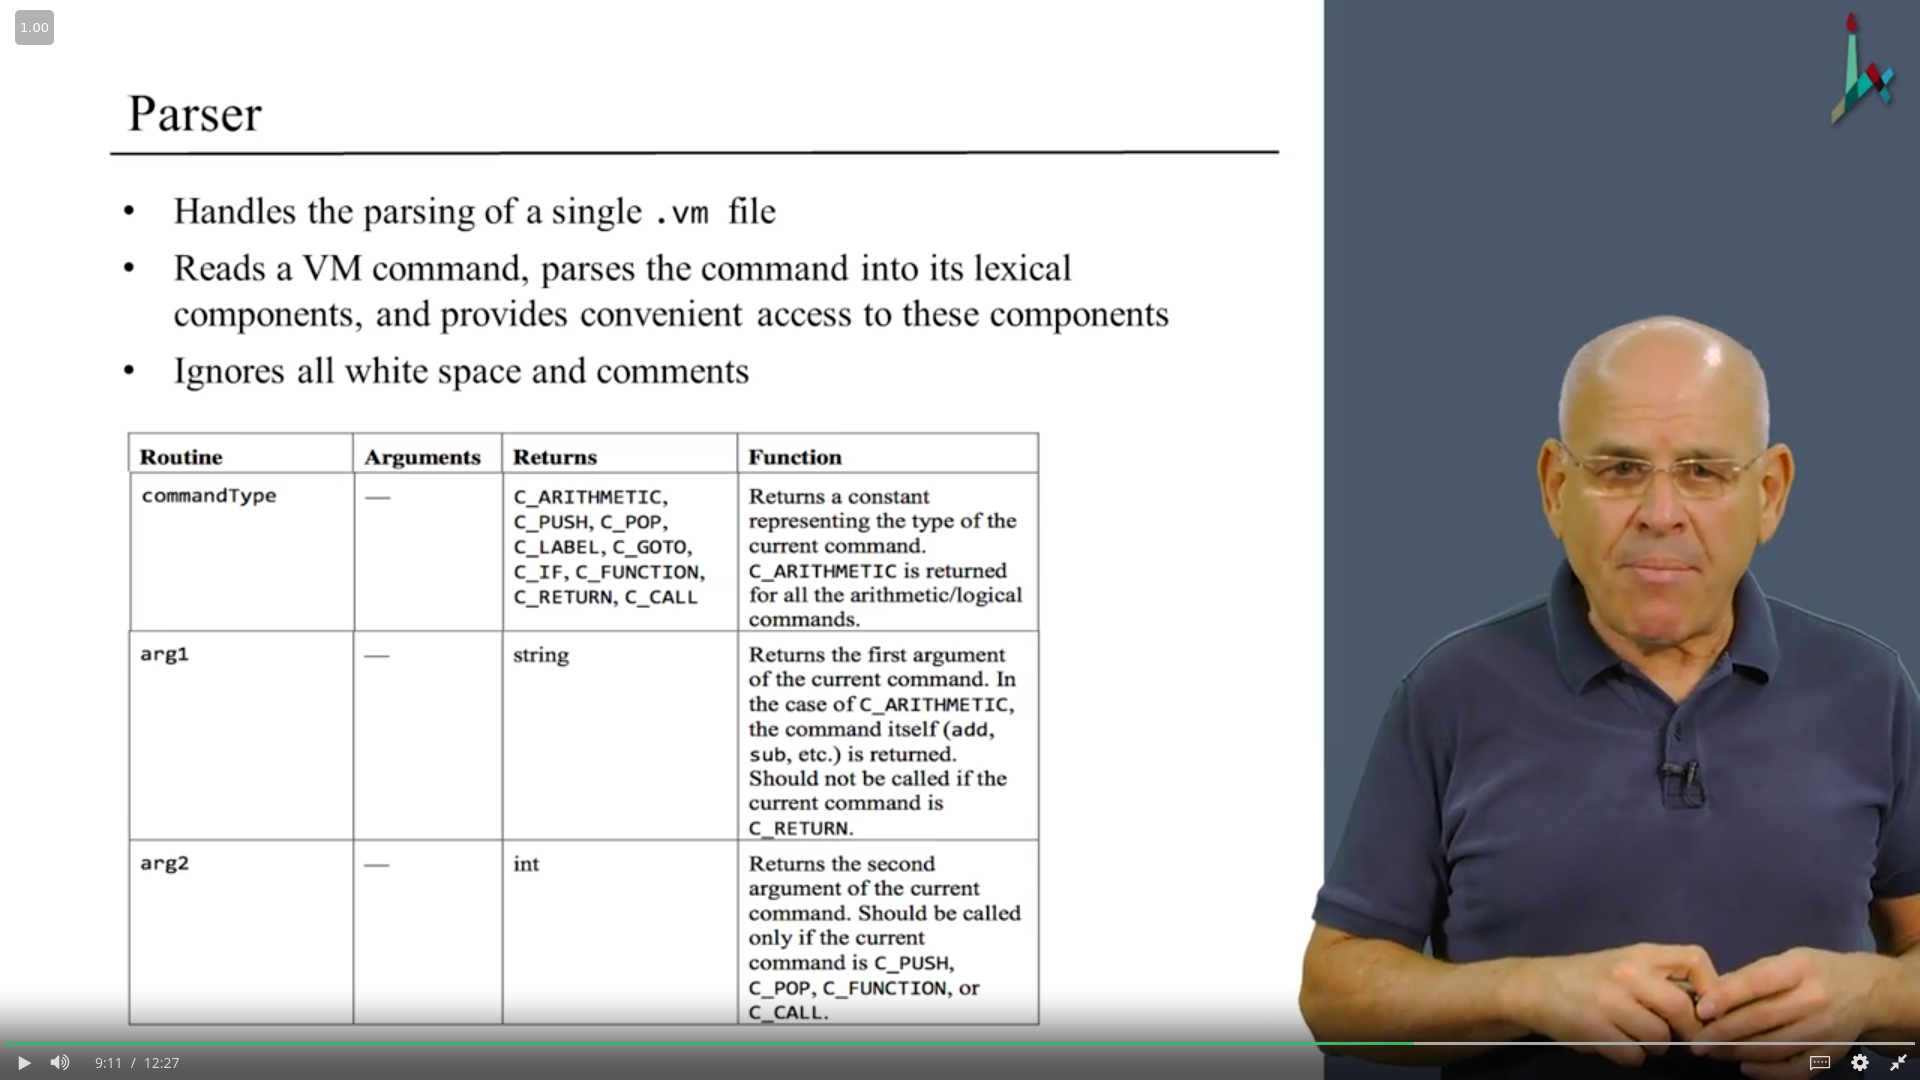 1.00
Parser
• Handles the parsing of a single .vm file
• Reads a VM command, parses the command into its lexical
components, and provides convenient access to these components
• Ignores all white space and comments
Routine Arguments Returns Function
commandType — C_ARITHMETIC, Returns a constant
C_PUSH, C_POP, representing the type of the
C_LABEL, C_GOTO, current command.
C_IF, C_FUNCTION, C_ARITHMETIC is returned
C_RETURN, C_CALL for all the arithmetic/logical
commands.
arg1 — string Returns the first argument
of the current command. In
the case of C_ARITHMETIC,
the command itself (add,
sub, etc.) is returned.
Should not be called if the
current command is
C_RETURN.
arg2 — int Returns the second
argument of the current
command. Should be called
only if the current
command is C_PUSH,
C_POP, C_FUNCTION, or
C_CALL.
9:11 / 12:27